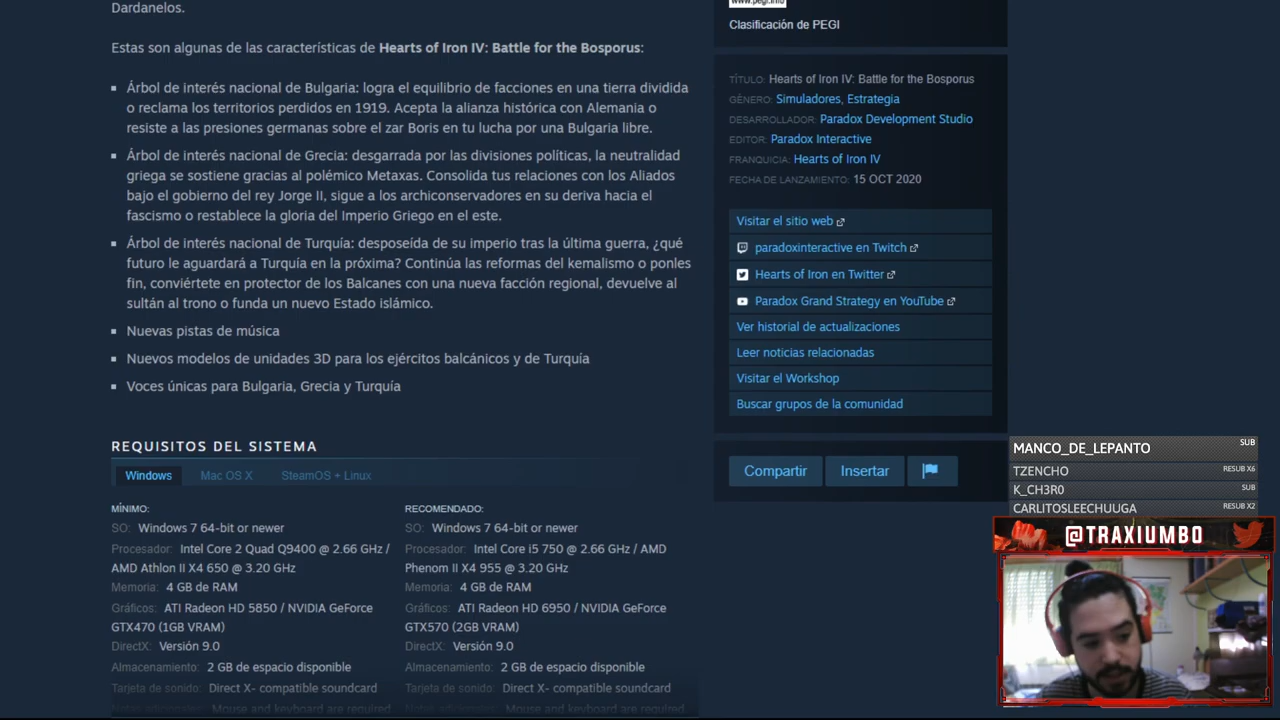 Dardanelos.
Estas son algunas de las características de Hearts of Iron IV: Battle for the Bosporus:
Árbol de interés nacional de Bulgaria: logra el equilibrio de facciones en una tierra dividida
o reclama los territorios perdidos en 1919. Acepta la alianza histórica con Alemania o
resiste a las presiones germanas sobre el zar Boris en tu lucha por una Bulgaria libre.
Árbol de interés nacional de Grecia: desgarrada por las divisiones políticas, la neutralidad
griega se sostiene gracias al polémico Metaxas. Consolida tus relaciones con los Aliados
bajo el gobierno del rey Jorge II, sigue a los archiconservadores en su deriva hacia el
fascismo o restablece la gloria del Imperio Griego en el este.
Árbol de interés nacional de Turquía: desposeída de su imperio tras la última guerra, ¿qué
futuro le aguardará a Turquía en la próxima? Continúa las reformas del kemalismo o ponles
fin, conviértete en protector de los Balcanes con una nueva facción regional, devuelve al
sultán al trono o funda un nuevo Estado islámico.
Nuevas pistas de música
Nuevos modelos de unidades 3D para los ejércitos balcánicos y de Turquía
Voces únicas para Bulgaria, Grecia y Turquía
REQUISITOS DEL SISTEMA
Windows Mac OS X SteamOS + Linux
MÍNIMO:
SO: Windows 7 64-bit or newer
Procesador: Intel Core 2 Quad Q9400 @ 2.66 GHz /
AMD Athlon II X4 650 @ 3.20 GHz
Memoria: 4 GB de RAM
Gráficos: ATI Radeon HD 5850 / NVIDIA GeForce
GTX470 (1GB VRAM)
DirectX: Versión 9.0
Almacenamiento: 2 GB de espacio disponible
Tarjeta de sonido: Direct X- compatible soundcard
Notas adicionales: Mouse and keyboard are required
RECOMENDADO:
SO: Windows 7 64-bit or newer
Procesador: Intel Core i5 750 @ 2.66 GHz / AMD
Phenom II X4 955 @ 3.20 GHz
Memoria: 4 GB de RAM
Gráficos: ATI Radeon HD 6950 / NVIDIA GeForce
GTX570 (2GB VRAM)
DirectX: Versión 9.0
Almacenamiento: 2 GB de espacio disponible
Tarjeta de sonido: Direct X- compatible soundcard
Notas adicionales: Mouse and keyboard are required
www.pegi.info
Clasificación de PEGI
TÍTULO: Hearts of Iron IV: Battle for the Bosporus
GÉNERO: Simuladores, Estrategia
DESARROLLADOR: Paradox Development Studio
EDITOR: Paradox Interactive
FRANQUICIA: Hearts of Iron IV
FECHA DE LANZAMIENTO: 15 OCT 2020
Visitar el sitio web
paradoxinteractive en Twitch
Hearts of Iron en Twitter
Paradox Grand Strategy en YouTube
Ver historial de actualizaciones
Leer noticias relacionadas
Visitar el Workshop
Buscar grupos de la comunidad
Compartir Insertar
MANCO_DE_LEPANTO SUB
TZENCHO RESUB X6
K_CH3R0 SUB
CARLITOSLEECHUUGA RESUB X2
@TRAXIUMBO